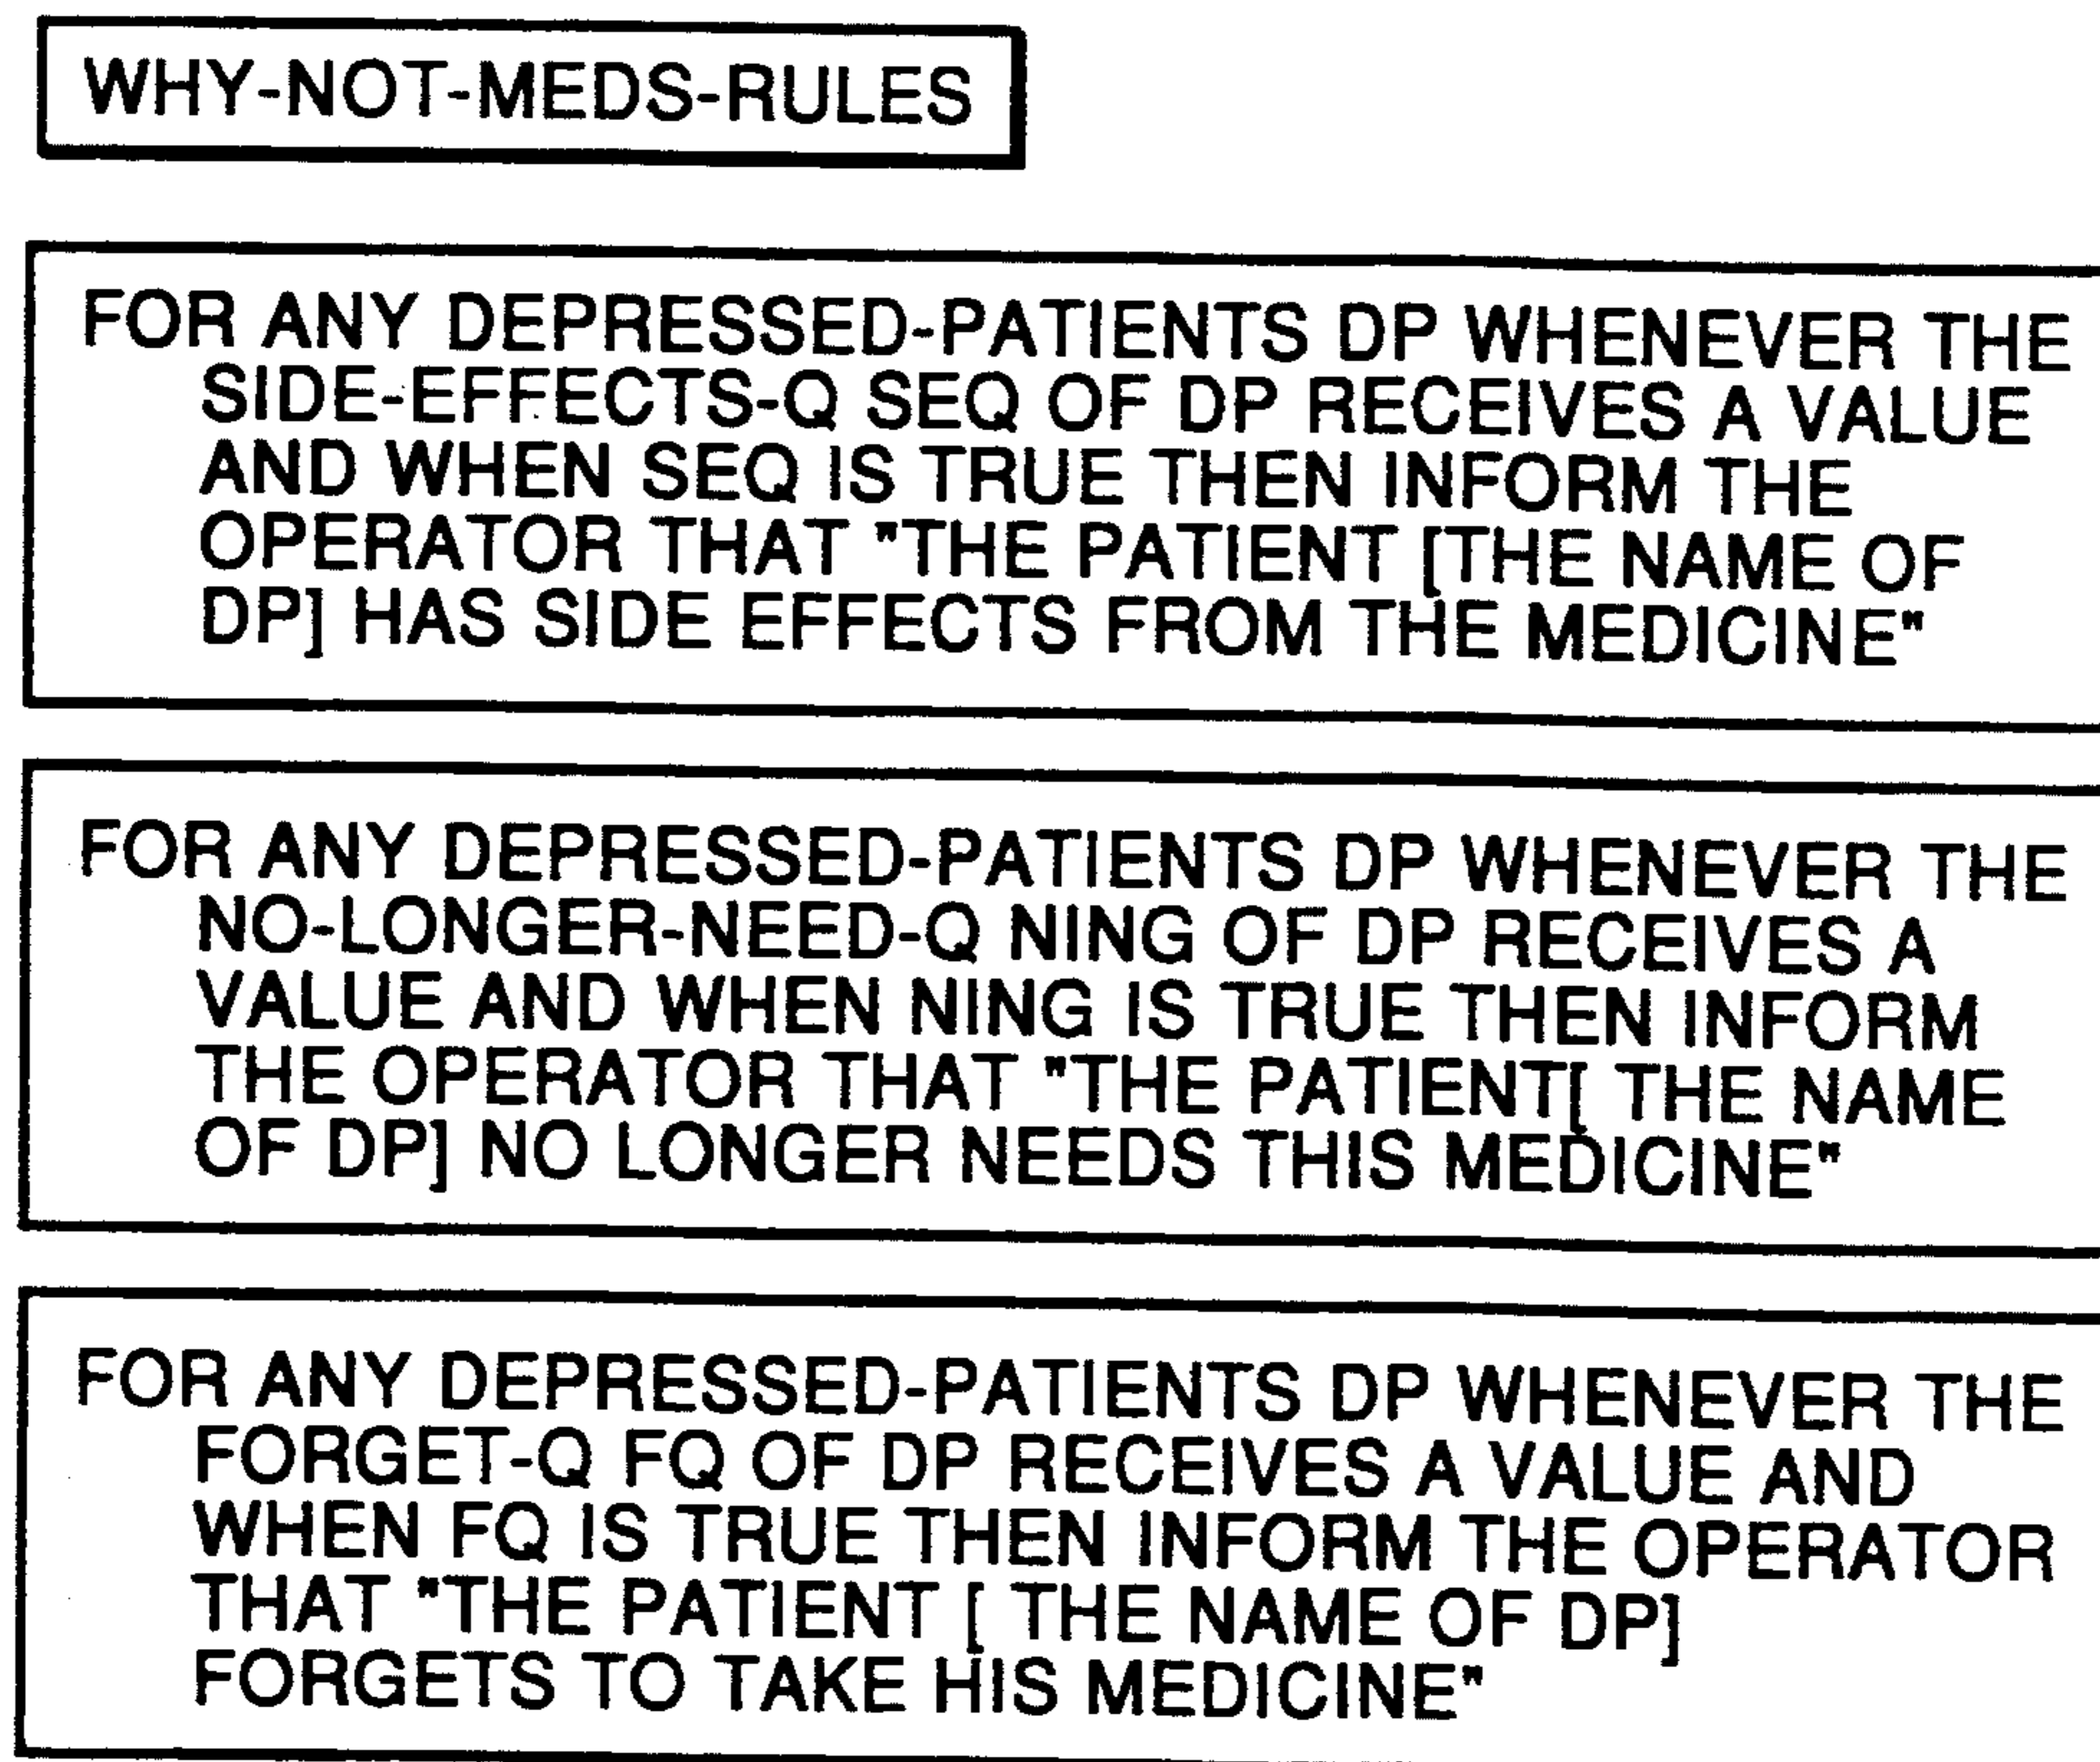 WHY-NOT-MEDS-RULES
FOR ANY DEPRESSED-PATIENTS DP WHENEVER THE
SIDE-EFFECTS-Q SEQ OF DP RECEIVES A VALUE
AND WHEN SEQ IS TRUE THEN INFORM THE
OPERATOR THAT "THE PATIENT [THE NAME OF
DP] HAS SIDE EFFECTS FROM THE MEDICINE"
FOR ANY DEPRESSED-PATIENTS DP WHENEVER THE
NO-LONGER-NEED-Q NING OF DP RECEIVES A
VALUE AND WHEN NING IS TRUE THEN INFORM
THE OPERATOR THAT "THE PATIENT[ THE NAME
OF DP] NO LONGER NEEDS THIS MEDICINE"
FOR ANY DEPRESSED-PATIENTS DP WHENEVER THE
FORGET-Q FQ OF DP RECEIVES A VALUE AND
WHEN FQ IS TRUE THEN INFORM THE OPERATOR
THAT "THE PATIENT [ THE NAME OF DP]
FORGETS TO TAKE HIS MEDICINE"